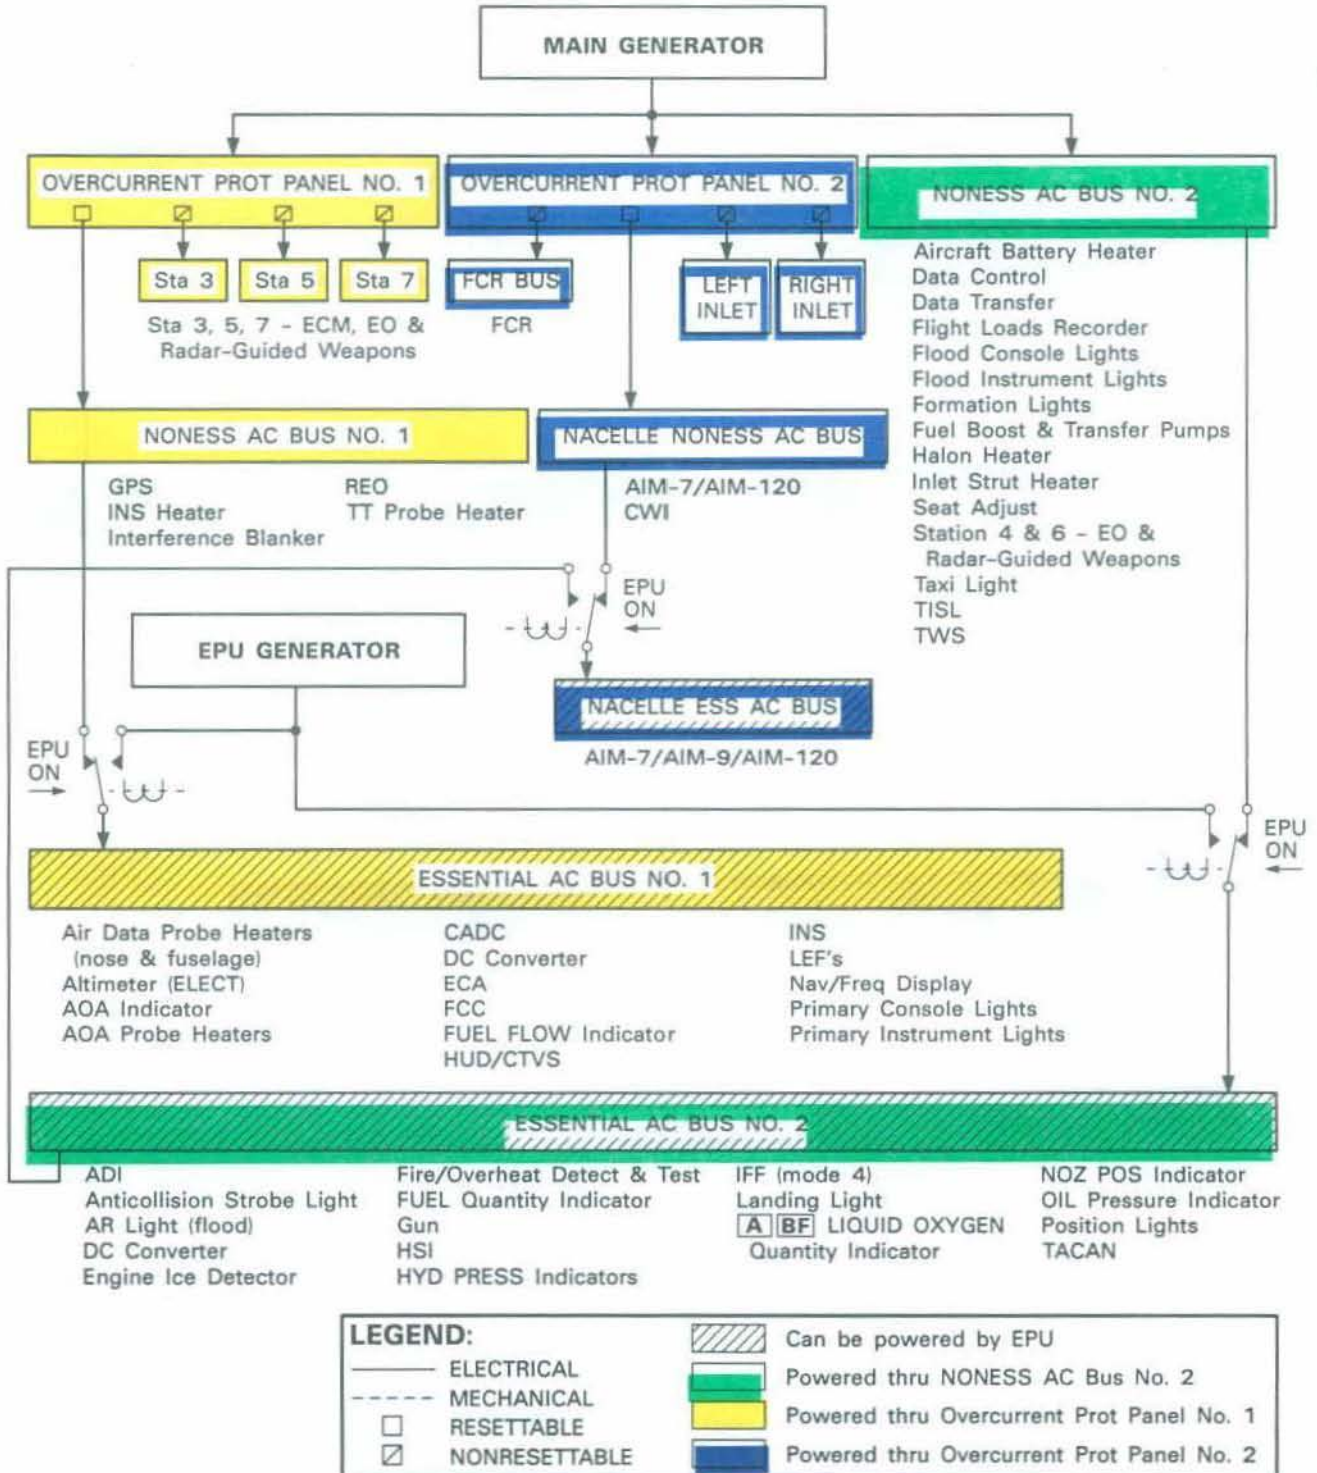 MAIN GENERATOR
OVERCURRENT PROT PANEL NO. 1
OVERCURRENT PROT PANEL NO. 2
NONESS AC BUS NO. 2
Sta 3
Sta 5
Sta 7
FCR BUS
LEFT
INLET
RIGHT
INLET
Sta 3, 5, 7 - ECM, EO &
Radar-Guided Weapons
FCR
Aircraft Battery Heater
Data Control
Data Transfer
Flight Loads Recorder
Flood Console Lights
Flood Instrument Lights
Formation Lights
Fuel Boost & Transfer Pumps
Halon Heater
Inlet Strut Heater
Seat Adjust
Station 4 & 6 - EO &
Radar-Guided Weapons
Taxi Light
TISL
TWS
NONESS AC BUS NO. 1
NACELLE NONESS AC BUS
GPS
INS Heater
Interference Blanker
REO
TT Probe Heater
AIM-7/AIM-120
CWI
EPU
ON
EPU GENERATOR
NACELLE ESS AC BUS
AIM-7/AIM-9/AIM-120
EPU
ON
EPU
ON
ESSENTIAL AC BUS NO. 1
Air Data Probe Heaters
(nose & fuselage)
Altimeter (ELECT)
AOA Indicator
AOA Probe Heaters
CADC
DC Converter
ECA
FCC
FUEL FLOW Indicator
HUD/CTVS
INS
LEF's
Nav/Freq Display
Primary Console Lights
Primary Instrument Lights
ESSENTIAL AC BUS NO. 2
ADI
Anticollision Strobe Light
AR Light (flood)
DC Converter
Engine Ice Detector
Fire/Overheat Detect & Test
FUEL Quantity Indicator
Gun
HSI
HYD PRESS Indicators
IFF (mode 4)
Landing Light
A BF LIQUID OXYGEN
Quantity Indicator
NOZ POS Indicator
OIL Pressure Indicator
Position Lights
TACAN
LEGEND:
ELECTRICAL
MECHANICAL
RESETTABLE
NONRESETTABLE
Can be powered by EPU
Powered thru NONESS AC Bus No. 2
Powered thru Overcurrent Prot Panel No. 1
Powered thru Overcurrent Prot Panel No. 2